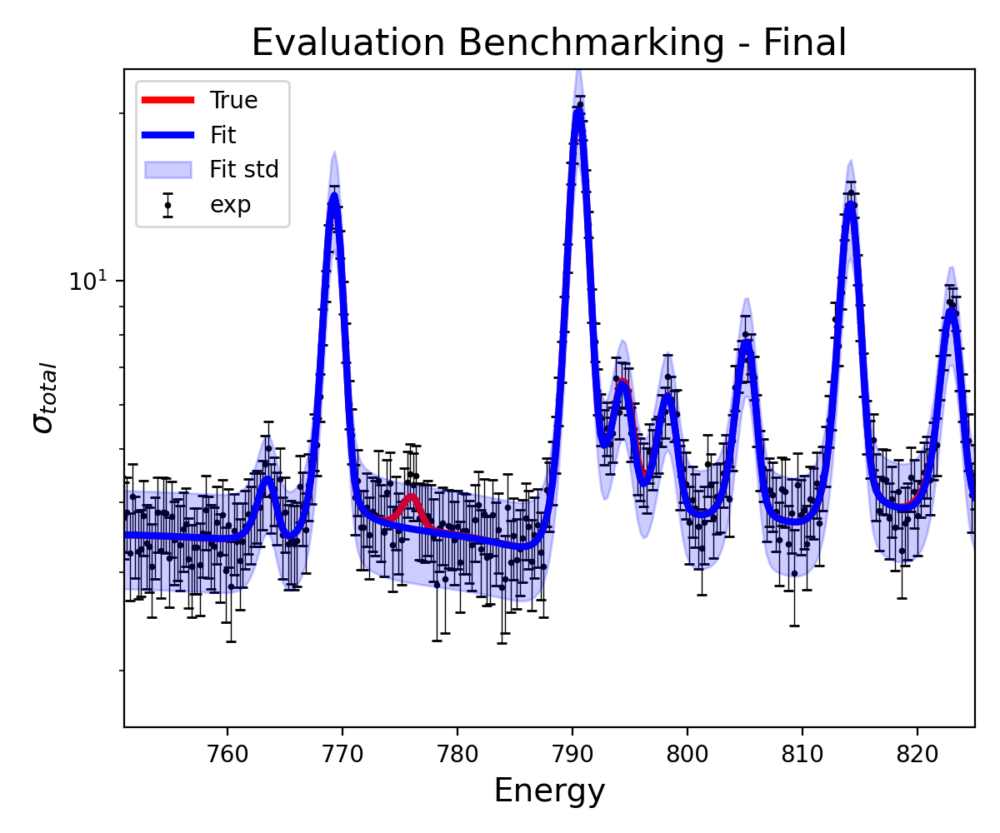 Evaluation Benchmarking - Final
True
Fit
Fit std
exp
10¹
σ_total
760 770 780 790 800 810 820
Energy